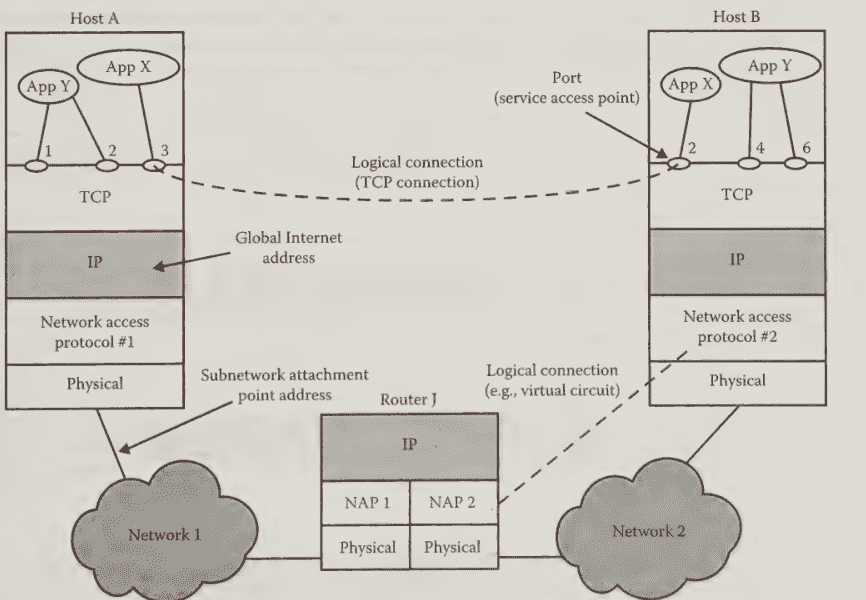 Host A
Host B
App X
App Y
1
2
3
TCP
IP
Network access
protocol #1
Physical
Logical connection
(TCP connection)
Global Internet
address
Port
(service access point)
App X
App Y
2
4
6
TCP
IP
Network access
protocol #2
Physical
Subnetwork attachment
point address
Logical connection
(e.g., virtual circuit)
Router J
IP
NAP 1
NAP 2
Physical
Physical
Network 1
Network 2